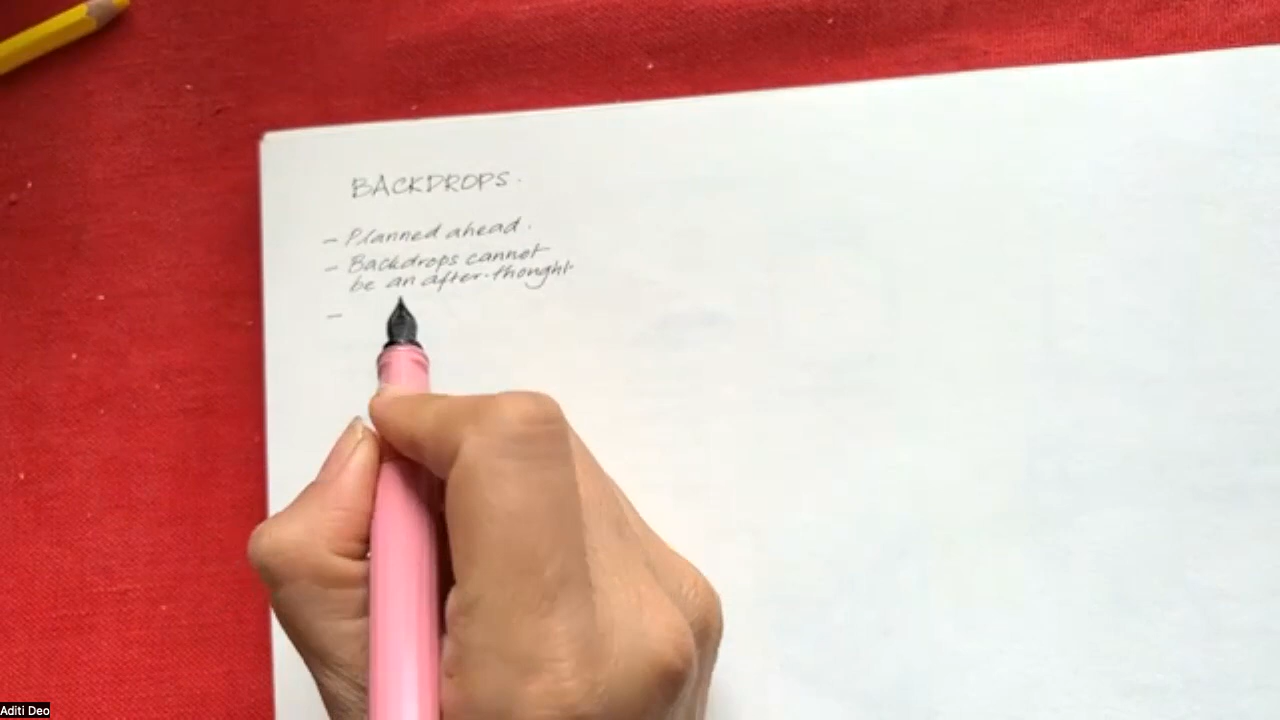 BACKDROPS.
- Planned ahead.
- Backdrops cannot
be an after-thought.
-
Aditi Deo